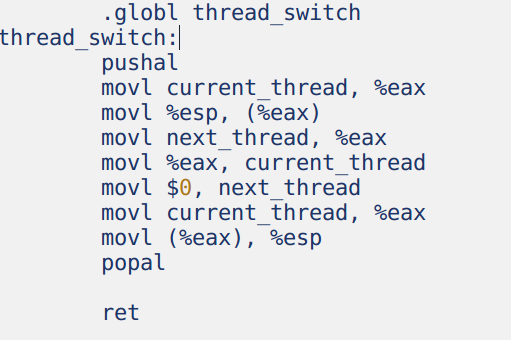 .globl thread_switch
thread_switch:
pushal
movl current_thread, %eax
movl %esp, (%eax)
movl next_thread, %eax
movl %eax, current_thread
movl $0, next_thread
movl current_thread, %eax
movl (%eax), %esp
popal
ret